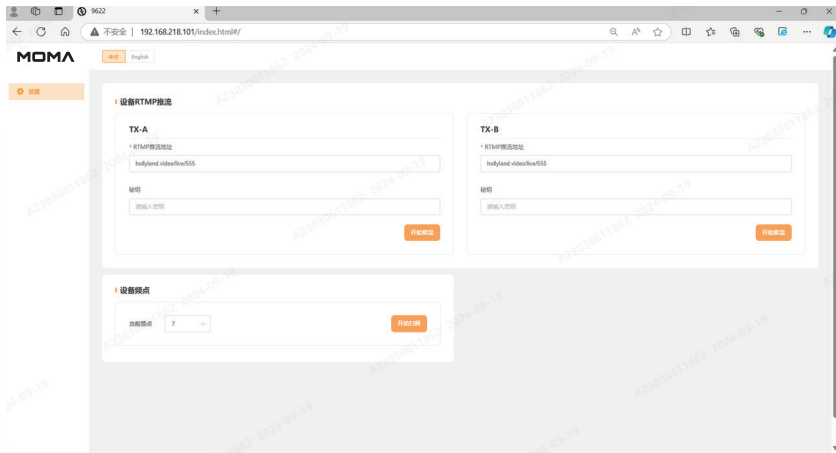 9622
不安全 | 192.168.218.101/index.html#/
MOMA
中文 English
设置
设备RTMP推流
TX-A
* RTMP推流地址
hollyland.video/live/555
秘钥
请输入密钥
开始推流
TX-B
* RTMP推流地址
hollyland.video/live/555
秘钥
请输入密钥
开始推流
设备频点
当前频点 7
开始扫频
A23030611862 2024-09-19